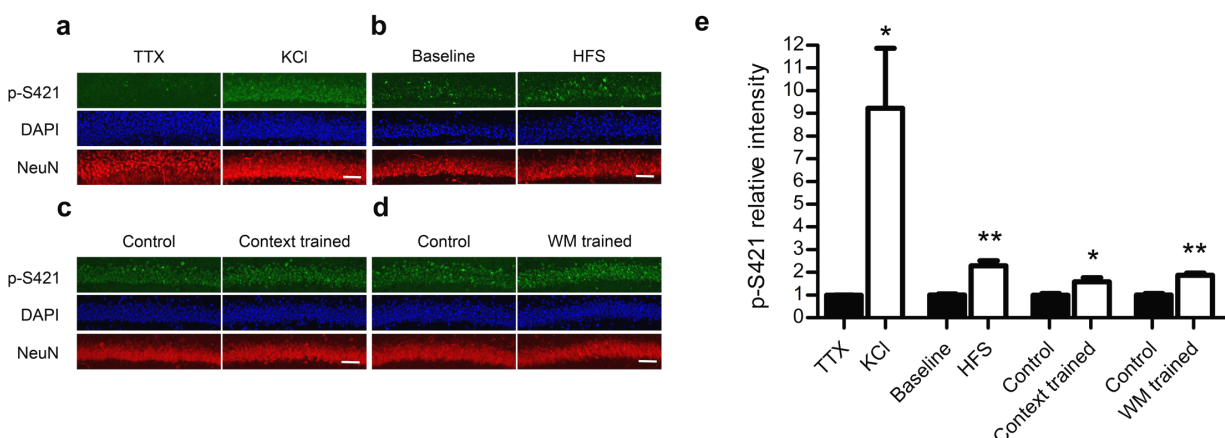 a
TTX KCl
p-S421
DAPI
NeuN
b
Baseline HFS
c
Control Context trained
p-S421
DAPI
NeuN
d
Control WM trained
e
p-S421 relative intensity
12
11
10
9
8
7
6
5
4
3
2
1
0
*
**
*
**
TTX
KCl
Baseline
HFS
Control
Context trained
Control
WM trained